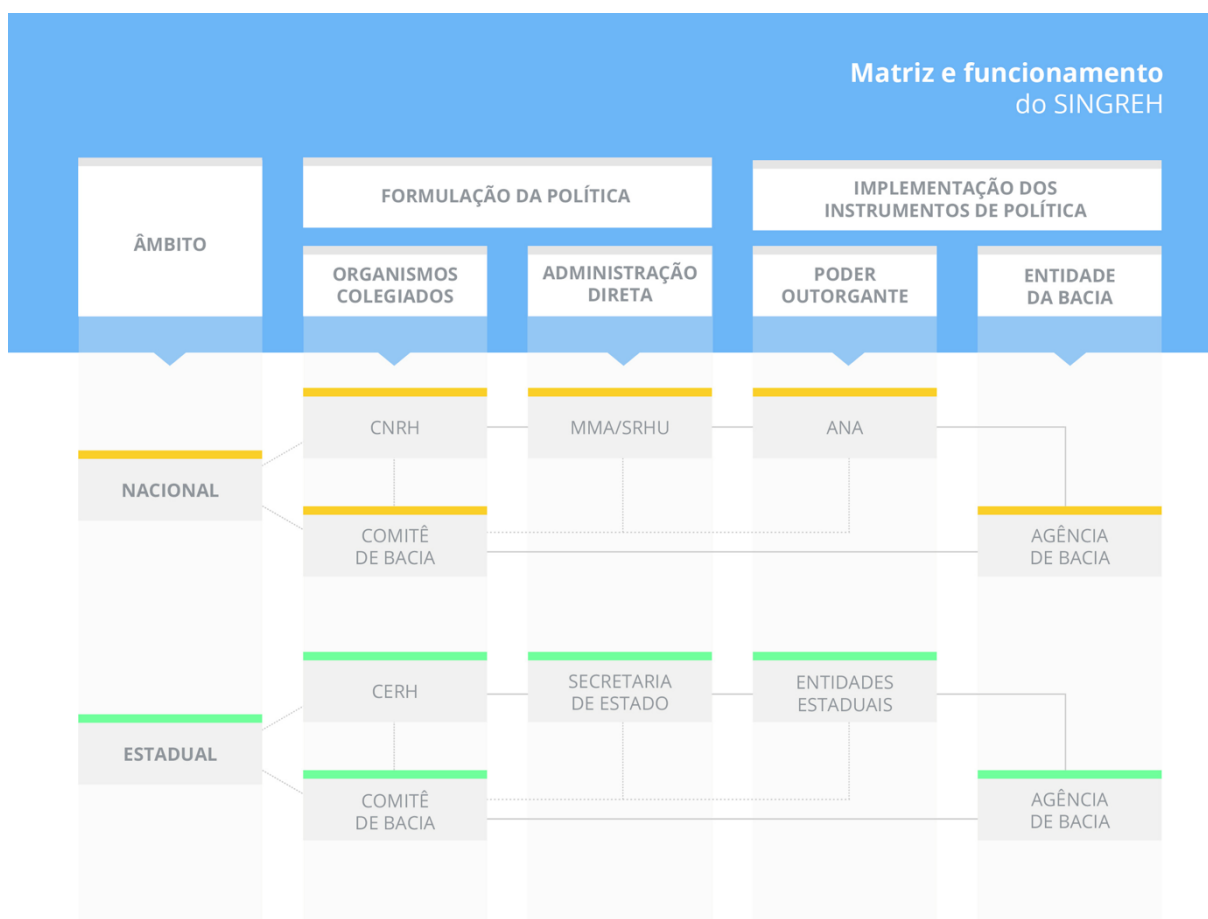 Matriz e funcionamento
do SINGREH
ÂMBITO
FORMULAÇÃO DA POLÍTICA
IMPLEMENTAÇÃO DOS
INSTRUMENTOS DE POLÍTICA
ORGANISMOS
COLEGIADOS
ADMINISTRAÇÃO
DIRETA
PODER
OUTORGANTE
ENTIDADE
DA BACIA
NACIONAL
CNRH
MMA/SRHU
ANA
COMITÊ
DE BACIA
AGÊNCIA
DE BACIA
ESTADUAL
CERH
SECRETARIA
DE ESTADO
ENTIDADES
ESTADUAIS
COMITÊ
DE BACIA
AGÊNCIA
DE BACIA